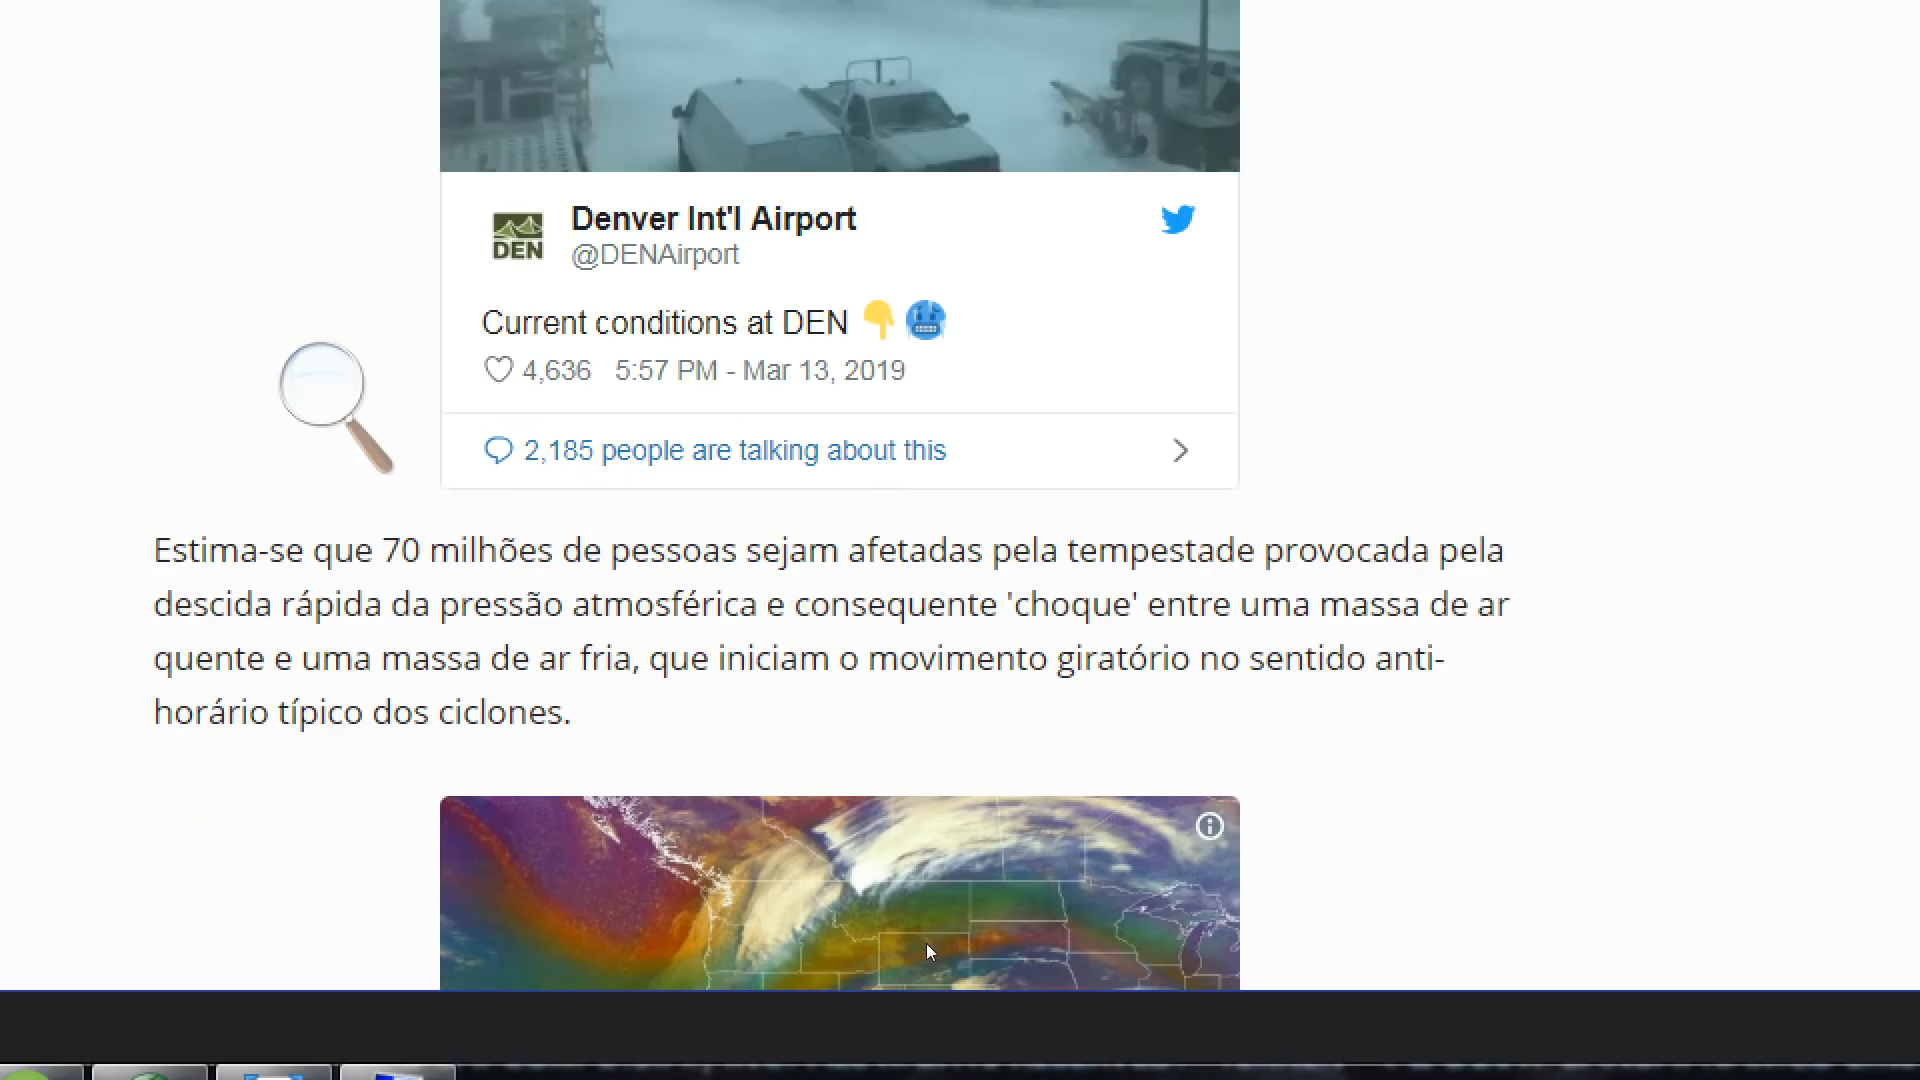 Denver Int'l Airport
@DENAirport
DEN
Current conditions at DEN
4,636 5:57 PM - Mar 13, 2019
2,185 people are talking about this
Estima-se que 70 milhões de pessoas sejam afetadas pela tempestade provocada pela
descida rápida da pressão atmosférica e consequente 'choque' entre uma massa de ar
quente e uma massa de ar fria, que iniciam o movimento giratório no sentido anti-
horário típico dos ciclones.